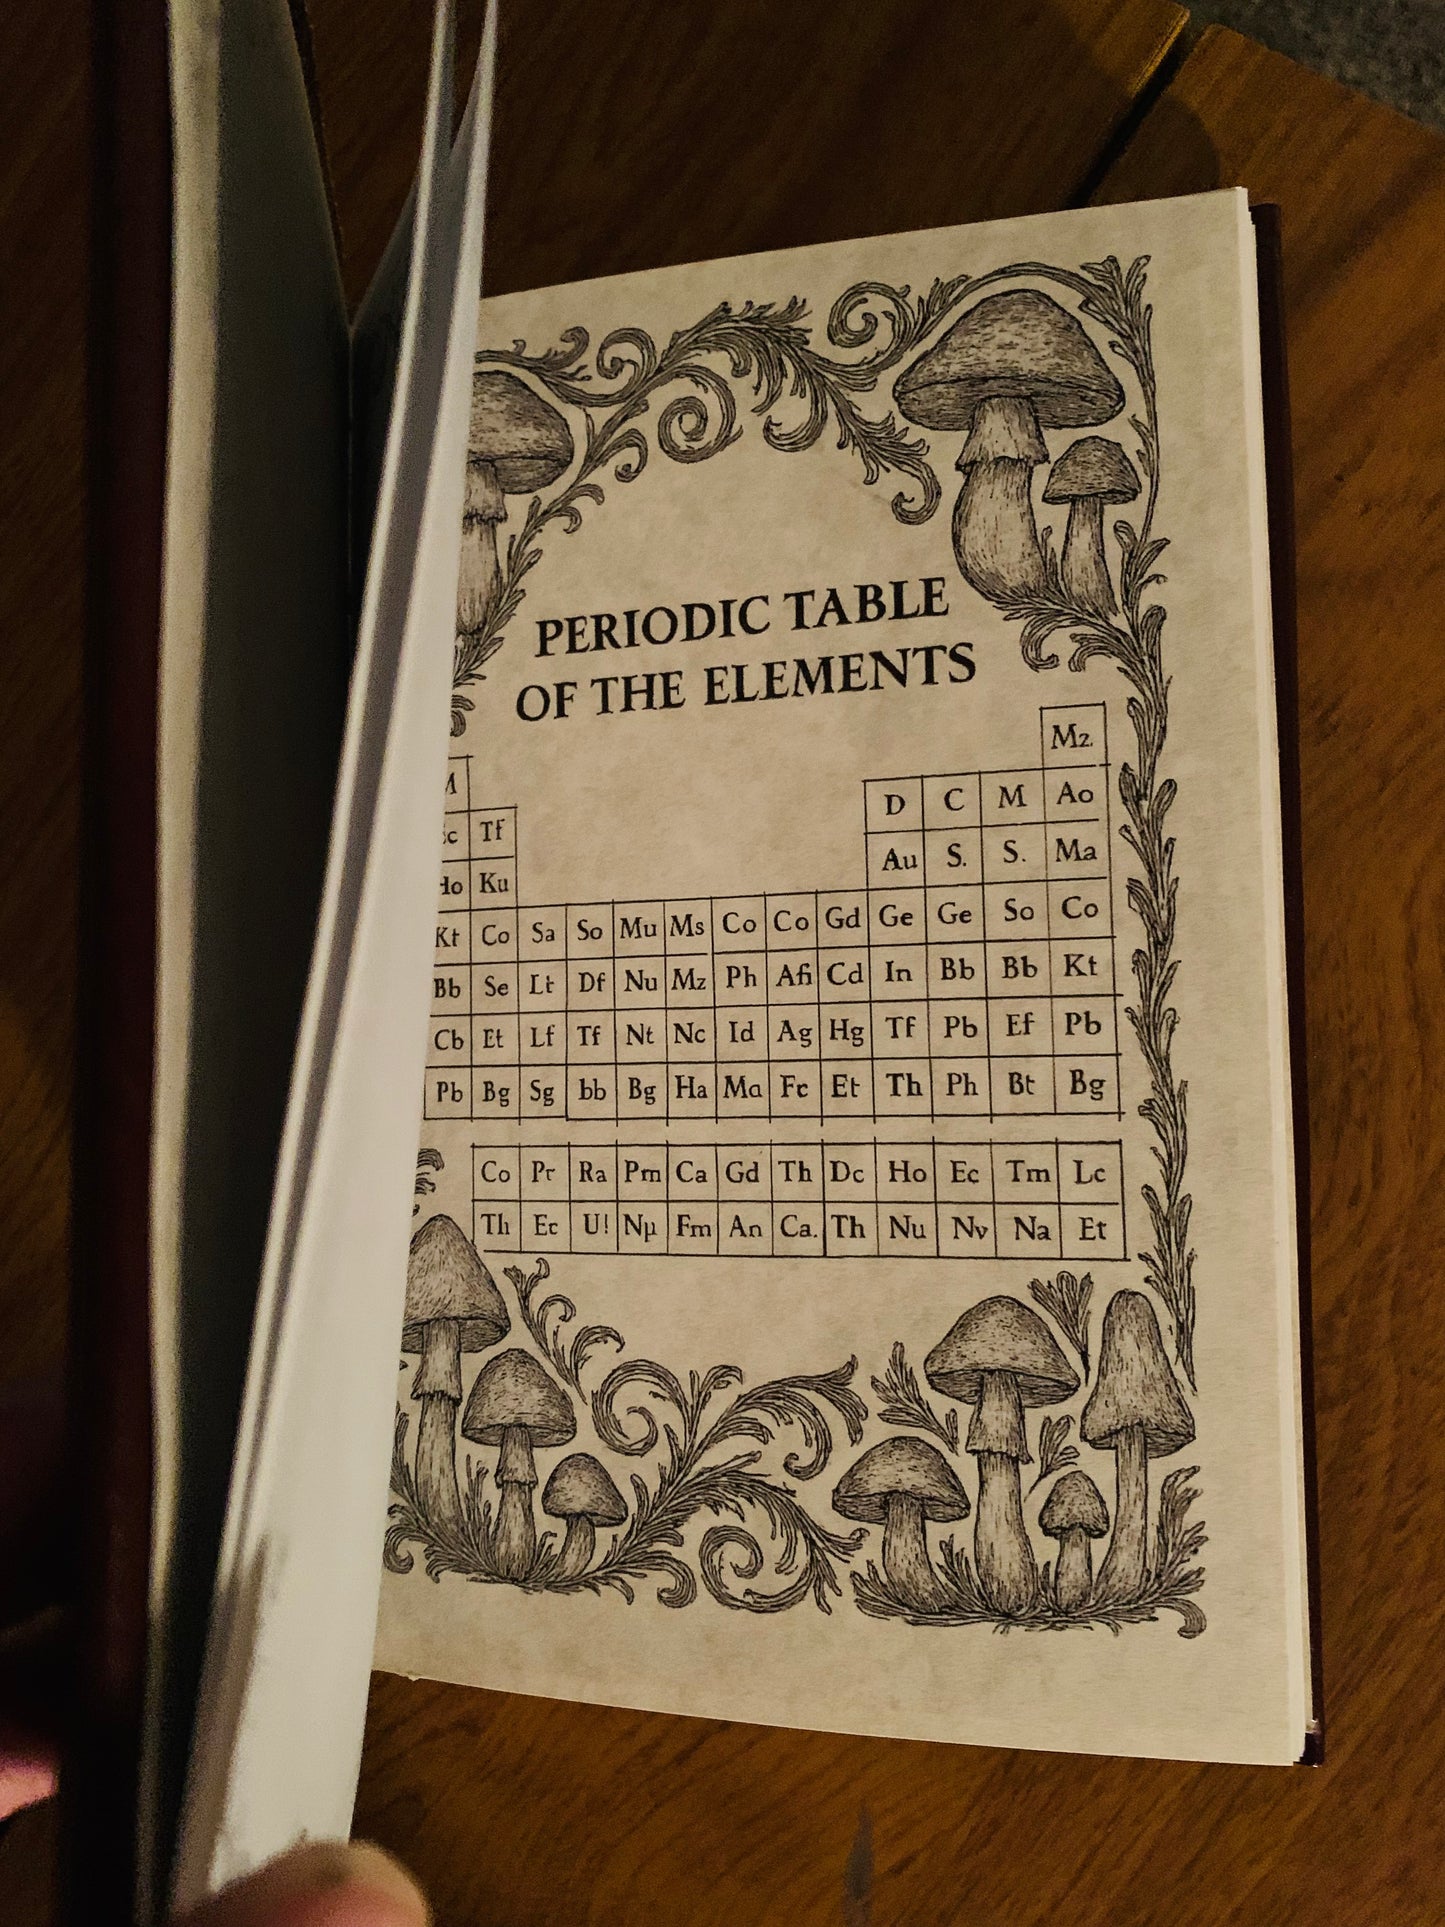 PERIODIC TABLE
OF THE ELEMENTS
Mz.
D C M Ao
Tf Au S. S. Ma
Ku
Kt Co Sa So Mu Ms Co Co Gd Ge Ge So Co
Bb Se Lt Df Nu Mz Ph Afi Cd In Bb Bb Kt
Cb Et Lf Tf Nt Nc Id Ag Hg Tf Pb Ef Pb
Pb Bg Sg bb Bg Ha Ma Fc Et Th Ph Bt Bg
Co Pr Ra Pm Ca Gd Th Dc Ho Ec Tm Lc
Th Ec U! Nµ Fm An Ca. Th Nu Nv Na Et